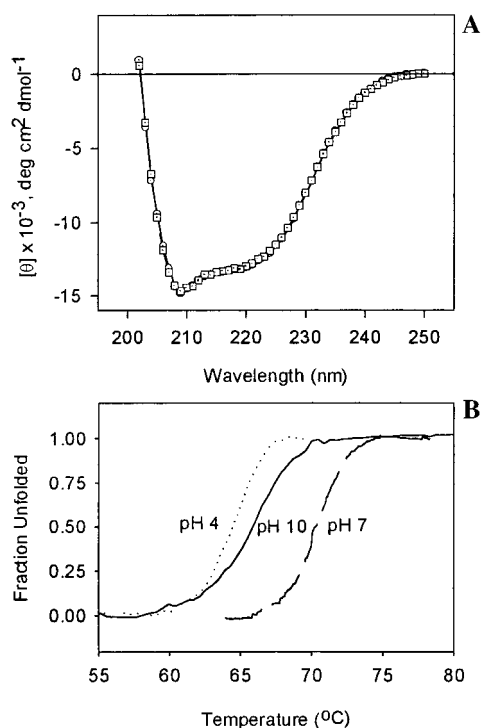 A
0
-5
-10
-15
[θ] x 10⁻³, deg cm² dmol⁻¹
200 210 220 230 240 250
Wavelength (nm)
B
1.00
0.75
0.50
0.25
0.00
Fraction Unfolded
pH 4
pH 10
pH 7
55 60 65 70 75 80
Temperature (ºC)